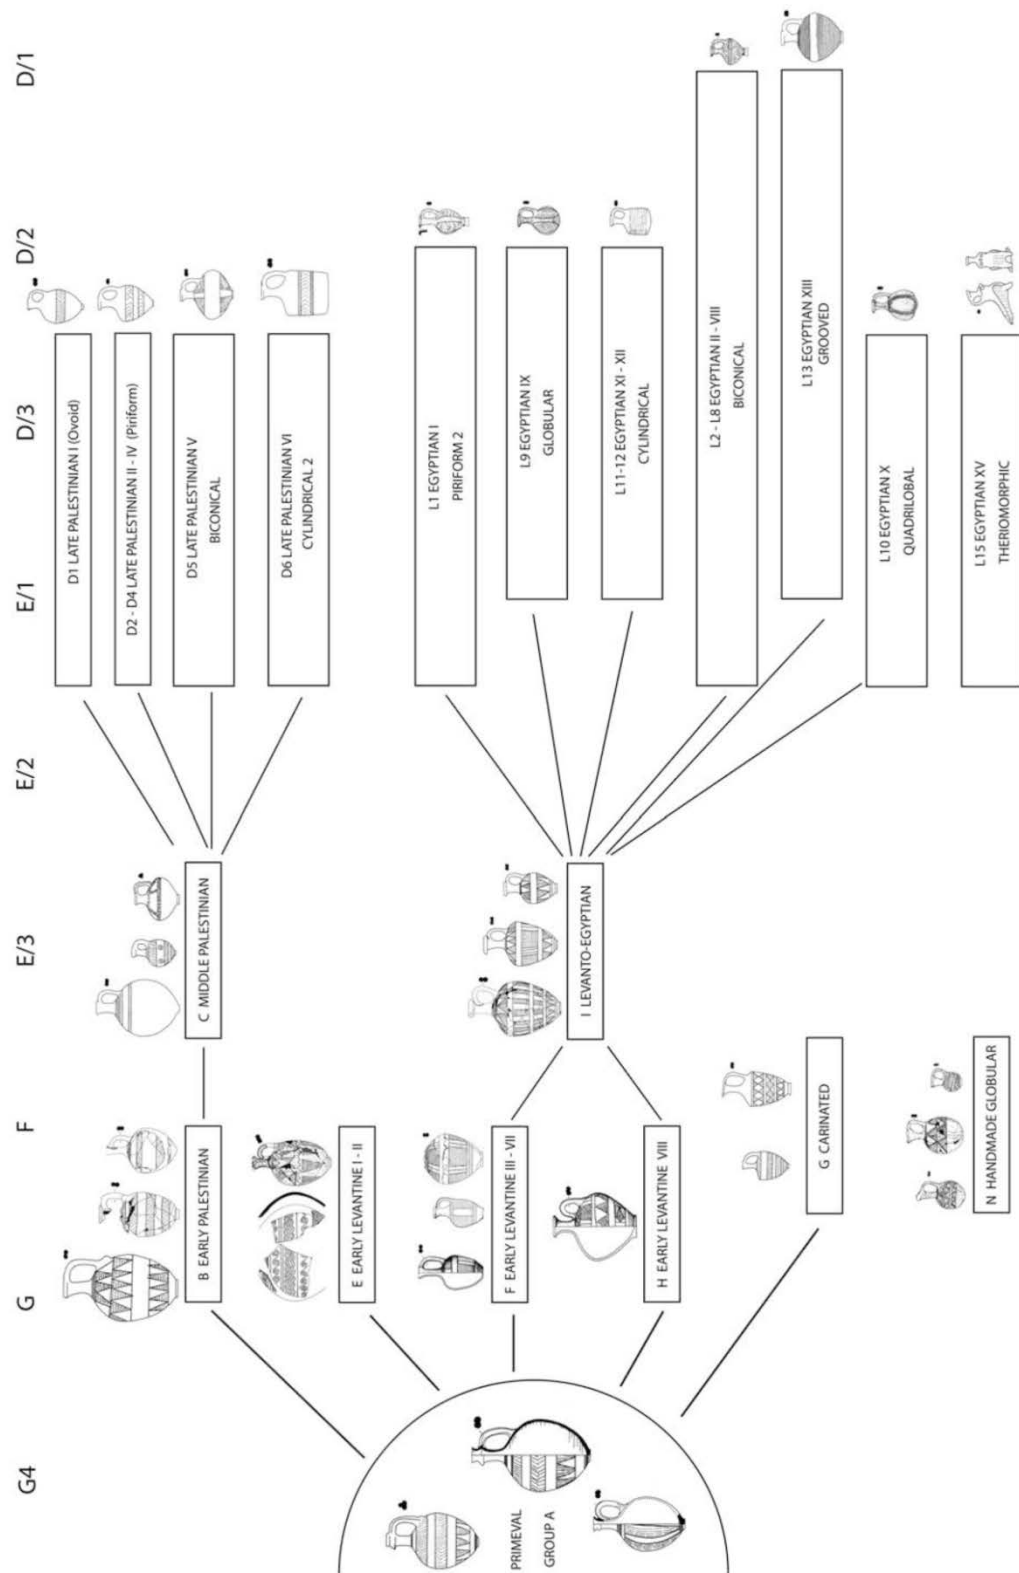 D/1
D/2
D/3
E/1
E/2
E/3
F
G
G4
D1 LATE PALESTINIAN I (Ovoid)
D2 - D4 LATE PALESTINIAN II - IV (Piriform)
D5 LATE PALESTINIAN V
BICONICAL
D6 LATE PALESTINIAN VI
CYLINDRICAL 2
L1 EGYPTIAN I
PIRIFORM 2
L9 EGYPTIAN IX
GLOBULAR
L11-12 EGYPTIAN XI - XII
CYLINDRICAL
L2 - L8 EGYPTIAN II - VIII
BICONICAL
L13 EGYPTIAN XIII
GROOVED
L10 EGYPTIAN X
QUADRILOBAL
L15 EGYPTIAN XV
THERIOMORPHIC
C MIDDLE PALESTINIAN
I LEVANTO-EGYPTIAN
B EARLY PALESTINIAN
E EARLY LEVANTINE I - II
F EARLY LEVANTINE III - VII
H EARLY LEVANTINE VIII
G CARINATED
N HANDMADE GLOBULAR
PRIMEVAL
GROUP A